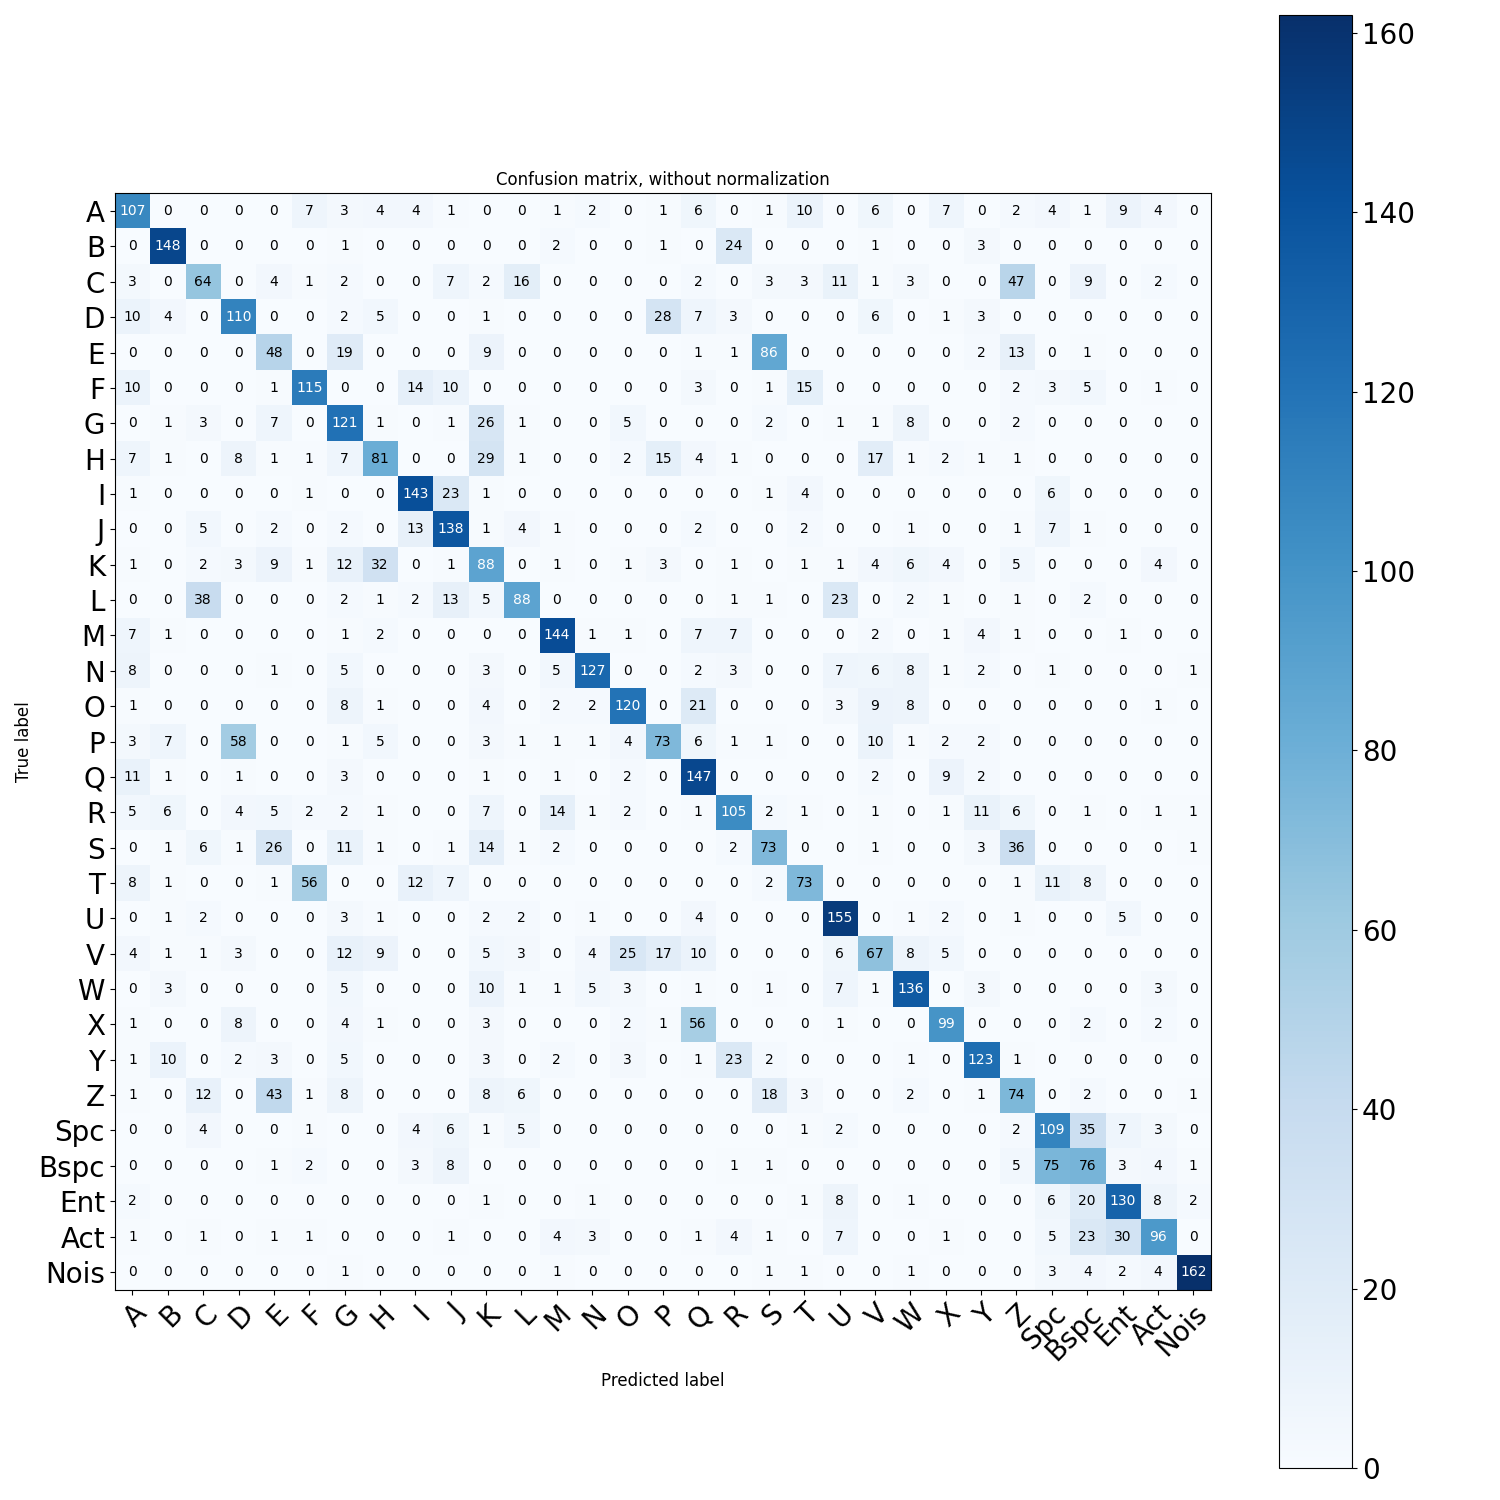 Confusion matrix, without normalization
A 107 0 0 0 0 7 3 4 4 1 0 0 1 2 0 1 6 0 1 10 0 6 0 7 0 2 4 1 9 4 0
B 0 148 0 0 0 0 1 0 0 0 0 0 2 0 0 1 0 24 0 0 0 1 0 0 3 0 0 0 0 0 0
C 3 0 64 0 4 1 2 0 0 7 2 16 0 0 0 0 2 0 3 3 11 1 3 0 0 47 0 9 0 2 0
D 10 4 0 110 0 0 2 5 0 0 1 0 0 0 0 28 7 3 0 0 0 6 0 1 3 0 0 0 0 0 0
E 0 0 0 0 48 0 19 0 0 0 9 0 0 0 0 0 1 1 86 0 0 0 0 0 2 13 0 1 0 0 0
F 10 0 0 0 1 115 0 0 14 10 0 0 0 0 0 0 3 0 1 15 0 0 0 0 0 2 3 5 0 1 0
G 0 1 3 0 7 0 121 1 0 1 26 1 0 0 5 0 0 0 2 0 1 1 8 0 0 2 0 0 0 0 0
H 7 1 0 8 1 1 7 81 0 0 29 1 0 0 2 15 4 1 0 0 0 17 1 2 1 1 0 0 0 0 0
I 1 0 0 0 0 1 0 0 143 23 1 0 0 0 0 0 0 0 1 4 0 0 0 0 0 0 6 0 0 0 0
J 0 0 5 0 2 0 2 0 13 138 1 4 1 0 0 0 2 0 0 2 0 0 1 0 0 1 7 1 0 0 0
K 1 0 2 3 9 1 12 32 0 1 88 0 1 0 1 3 0 1 0 1 1 4 6 4 0 5 0 0 0 4 0
L 0 0 38 0 0 0 2 1 2 13 5 88 0 0 0 0 0 1 1 0 23 0 2 1 0 1 0 2 0 0 0
M 7 1 0 0 0 0 1 2 0 0 0 0 144 1 1 0 7 7 0 0 0 2 0 1 4 1 0 0 1 0 0
N 8 0 0 0 1 0 5 0 0 0 3 0 5 127 0 0 2 3 0 0 7 6 8 1 2 0 1 0 0 0 1
O 1 0 0 0 0 0 8 1 0 0 4 0 2 2 120 0 21 0 0 0 3 9 8 0 0 0 0 0 0 1 0
P 3 7 0 58 0 0 1 5 0 0 3 1 1 1 4 73 6 1 1 0 0 10 1 2 2 0 0 0 0 0 0
Q 11 1 0 1 0 0 3 0 0 0 1 0 1 0 2 0 147 0 0 0 0 2 0 9 2 0 0 0 0 0 0
R 5 6 0 4 5 2 2 1 0 0 7 0 14 1 2 0 1 105 2 1 0 1 0 1 11 6 0 1 0 1 1
S 0 1 6 1 26 0 11 1 0 1 14 1 2 0 0 0 0 2 73 0 0 1 0 0 3 36 0 0 0 0 1
T 8 1 0 0 1 56 0 0 12 7 0 0 0 0 0 0 0 0 2 73 0 0 0 0 0 1 11 8 0 0 0
U 0 1 2 0 0 0 3 1 0 0 2 2 0 1 0 0 4 0 0 0 155 0 1 2 0 1 0 0 5 0 0
V 4 1 1 3 0 0 12 9 0 0 5 3 0 4 25 17 10 0 0 0 6 67 8 5 0 0 0 0 0 0 0
W 0 3 0 0 0 0 5 0 0 0 10 1 1 5 3 0 1 0 1 0 7 1 136 0 3 0 0 0 0 3 0
X 1 0 0 8 0 0 4 1 0 0 3 0 0 0 2 1 56 0 0 0 1 0 0 99 0 0 0 2 0 2 0
Y 1 10 0 2 3 0 5 0 0 0 3 0 2 0 3 0 1 23 2 0 0 0 1 0 123 1 0 0 0 0 0
Z 1 0 12 0 43 1 8 0 0 0 8 6 0 0 0 0 0 0 18 3 0 0 2 0 1 74 0 2 0 0 1
Spc 0 0 4 0 0 1 0 0 4 6 1 5 0 0 0 0 0 0 0 1 2 0 0 0 0 2 109 35 7 3 0
Bspc 0 0 0 0 1 2 0 0 3 8 0 0 0 0 0 0 0 1 1 0 0 0 0 0 0 5 75 76 3 4 1
Ent 2 0 0 0 0 0 0 0 0 0 1 0 0 1 0 0 0 0 0 1 8 0 1 0 0 0 6 20 130 8 2
Act 1 0 1 0 1 1 0 0 0 1 0 0 4 3 0 0 1 4 1 0 7 0 0 1 0 0 5 23 30 96 0
Nois 0 0 0 0 0 0 1 0 0 0 0 0 1 0 0 0 0 0 1 1 0 0 1 0 0 0 3 4 2 4 162
A B C D E F G H I J K L M N O P Q R S T U V W X Y Z Spc Bspc Ent Act Nois
True label
Predicted label
160
140
120
100
80
60
40
20
0